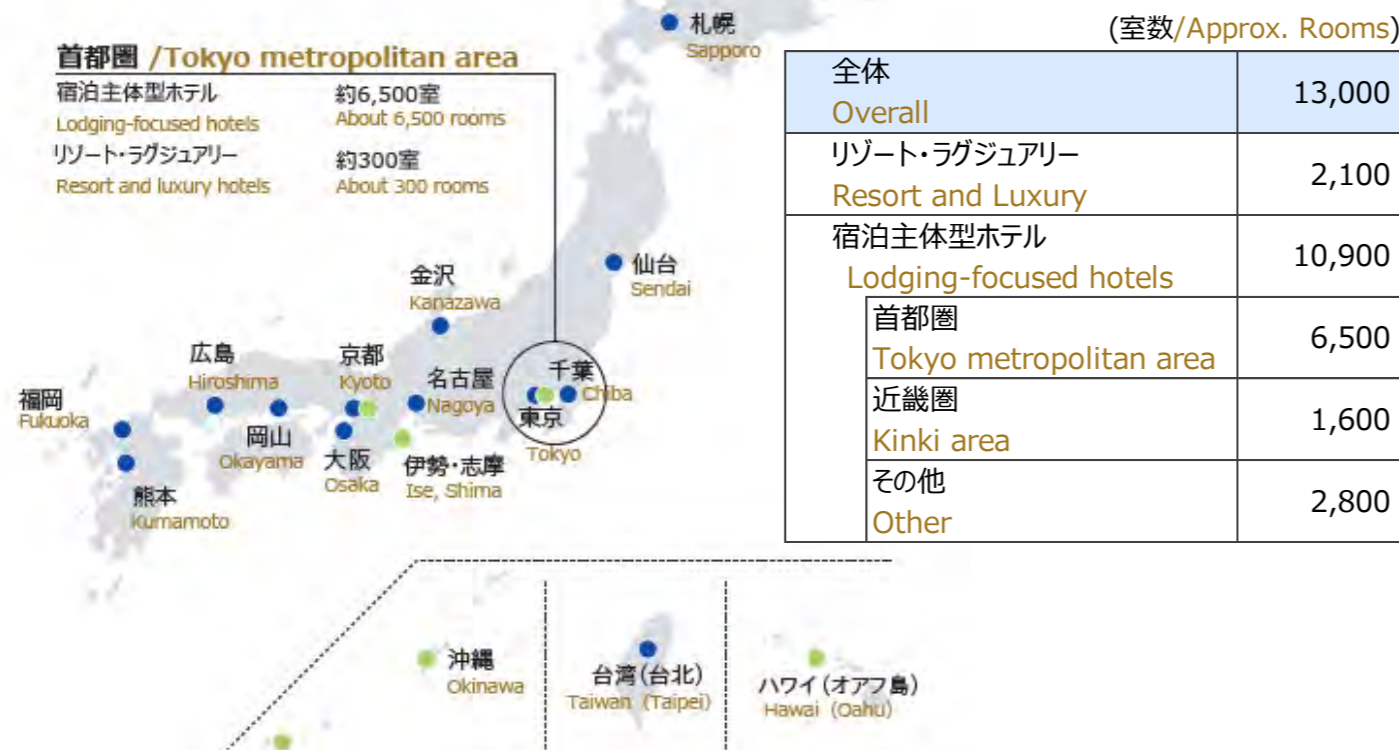 首都圏 /Tokyo metropolitan area
宿泊主体型ホテル 約6,500室
Lodging-focused hotels About 6,500 rooms
リゾート・ラグジュアリー 約300室
Resort and luxury hotels About 300 rooms
札幌
Sapporo
仙台
Sendai
金沢
Kanazawa
広島
Hiroshima
京都
Kyoto
名古屋
Nagoya
千葉
Chiba
東京
Tokyo
福岡
Fukuoka
岡山
Okayama
大阪
Osaka
伊勢・志摩
Ise, Shima
熊本
Kumamoto
沖縄
Okinawa
台湾(台北)
Taiwan (Taipei)
ハワイ(オアフ島)
Hawai (Oahu)
(室数/Approx. Rooms)
全体
Overall 13,000
リゾート・ラグジュアリー
Resort and Luxury 2,100
宿泊主体型ホテル
Lodging-focused hotels 10,900
首都圏
Tokyo metropolitan area 6,500
近畿圏
Kinki area 1,600
その他
Other 2,800